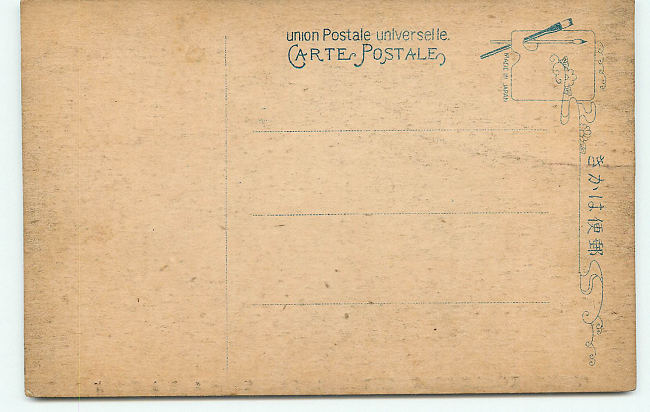 union Postale universelle.
CARTE POSTALE
MADE IN JAPAN
郵便はかき